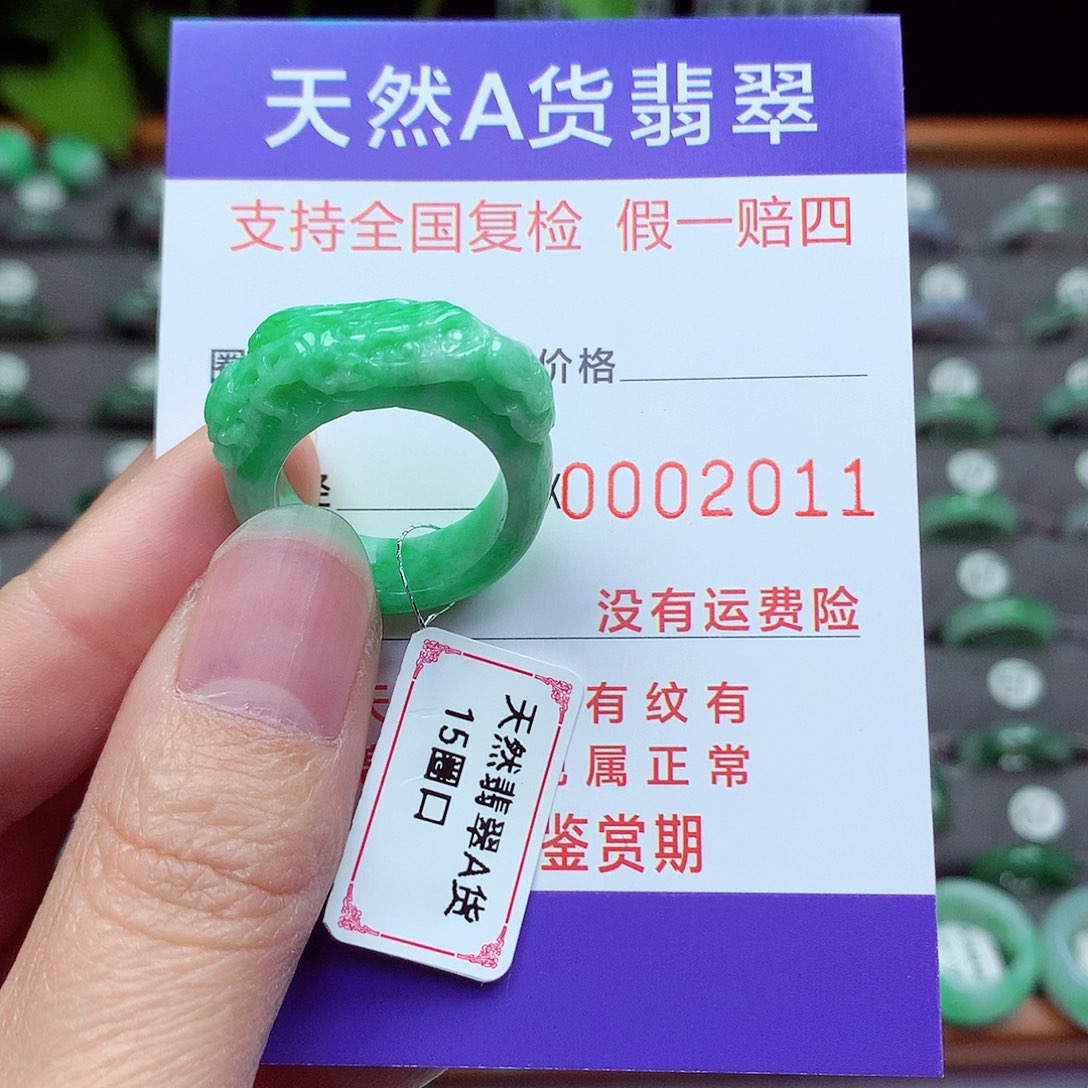 天然A货翡翠
支持全国复检 假一赔四
圈 价格
0002011
没有运费险
有纹有
属正常
鉴赏期
天然翡翠A货
15圈口